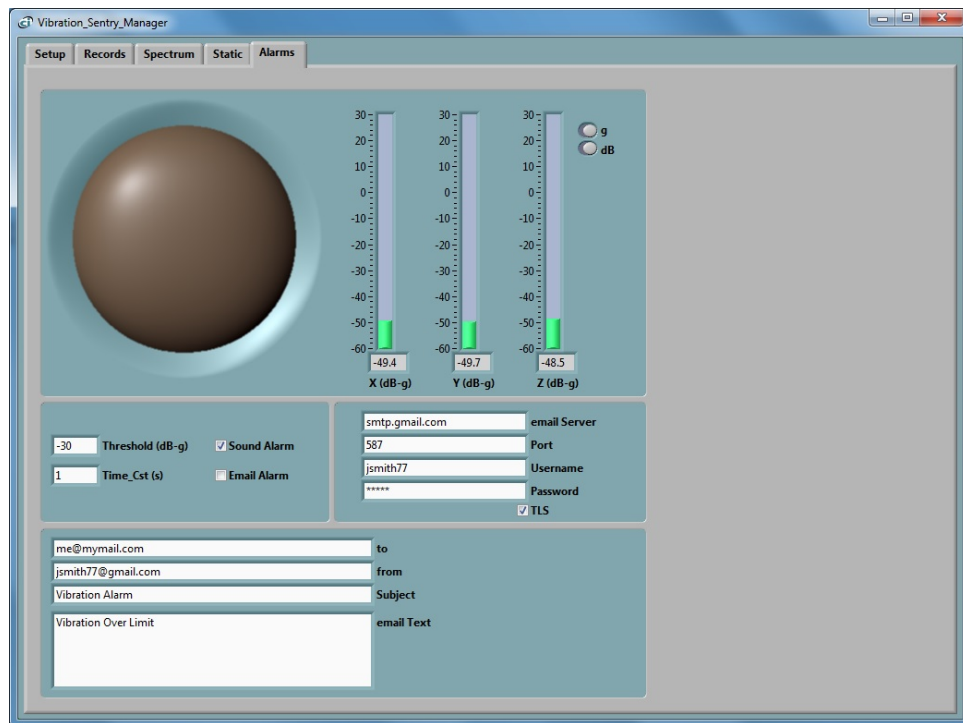 ci Vibration_Sentry_Manager
Setup Records Spectrum Static Alarms
30 30 30
20 20 20 g
10 10 10 dB
0 0 0
-10 -10 -10
-20 -20 -20
-30 -30 -30
-40 -40 -40
-50 -50 -50
-60 -60 -60
-49.4 -49.7 -48.5
X (dB-g) Y (dB-g) Z (dB-g)
-30 Threshold (dB-g) Sound Alarm
1 Time_Cst (s) Email Alarm
smtp.gmail.com email Server
587 Port
jsmith77 Username
***** Password
TLS
me@mymail.com to
jsmith77@gmail.com from
Vibration Alarm Subject
Vibration Over Limit email Text